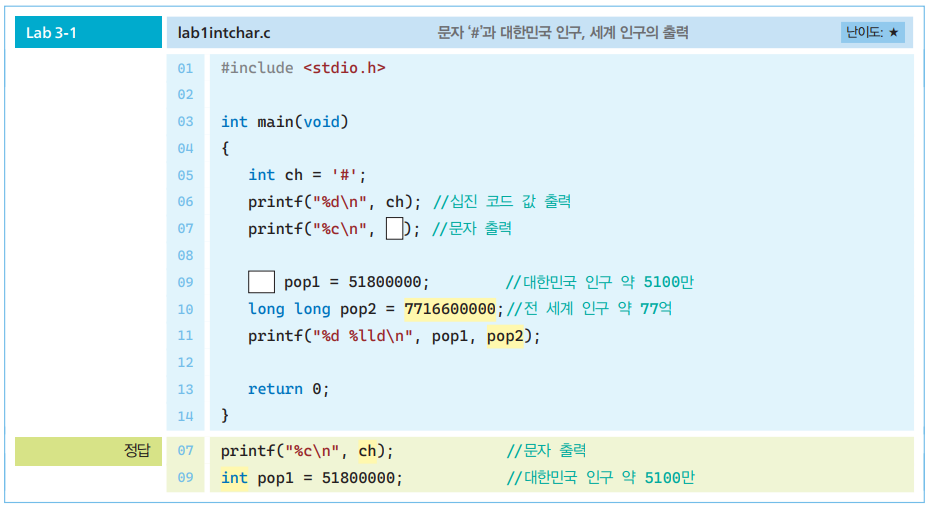 Lab 3-1 lab1intchar.c 문자 '#'과 대한민국 인구, 세계 인구의 출력 난이도: ★
01 #include <stdio.h>
02
03 int main(void)
04 {
05 int ch = '#';
06 printf("%d\n", ch); //십진 코드 값 출력
07 printf("%c\n", ); //문자 출력
08
09 pop1 = 51800000; //대한민국 인구 약 5100만
10 long long pop2 = 7716600000; //전 세계 인구 약 77억
11 printf("%d %lld\n", pop1, pop2);
12
13 return 0;
14 }
정답 07 printf("%c\n", ch); //문자 출력
09 int pop1 = 51800000; //대한민국 인구 약 5100만